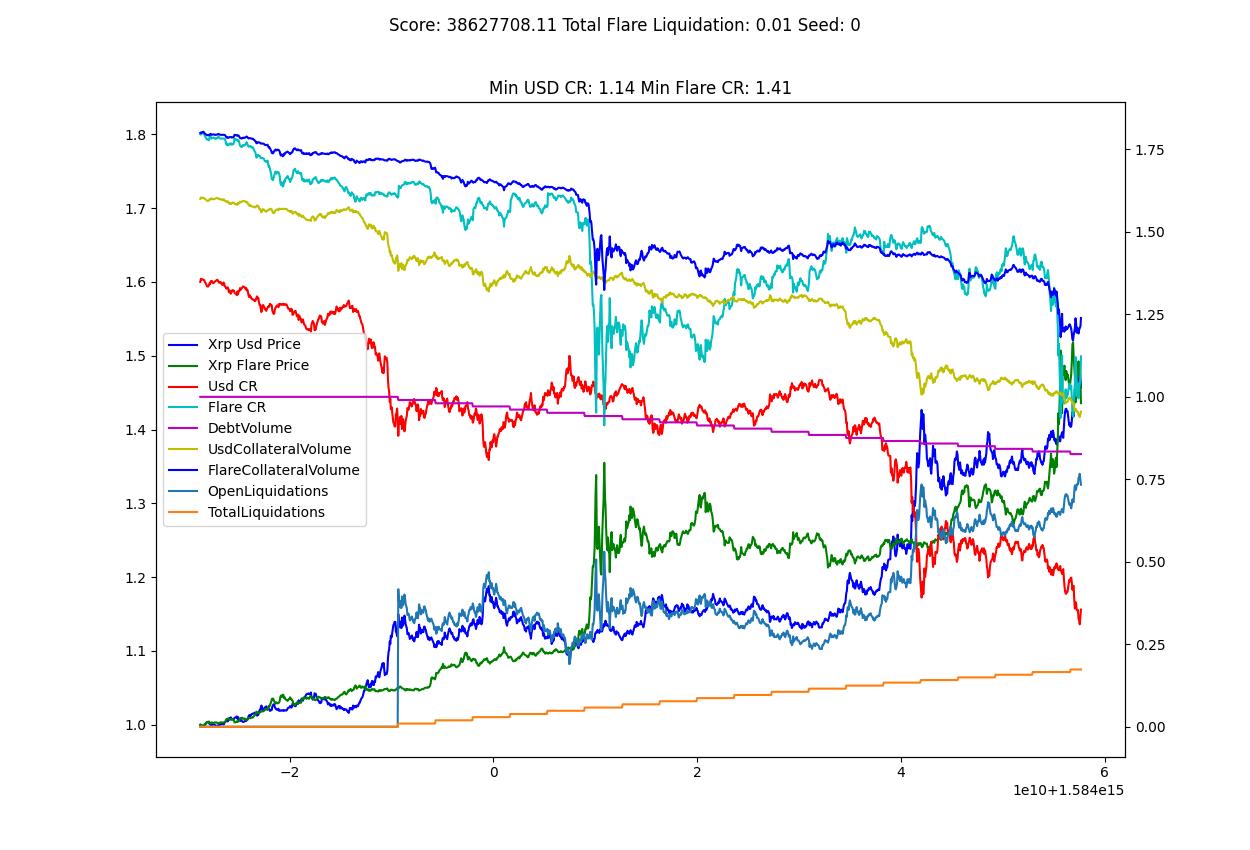 Score: 38627708.11 Total Flare Liquidation: 0.01 Seed: 0
Min USD CR: 1.14 Min Flare CR: 1.41
1.8
1.7
1.6
1.5
1.4
1.3
1.2
1.1
1.0
Xrp Usd Price
Xrp Flare Price
Usd CR
Flare CR
DebtVolume
UsdCollateralVolume
FlareCollateralVolume
OpenLiquidations
TotalLiquidations
1.75
1.50
1.25
1.00
0.75
0.50
0.25
0.00
−2 0 2 4 6
1e10+1.584e15